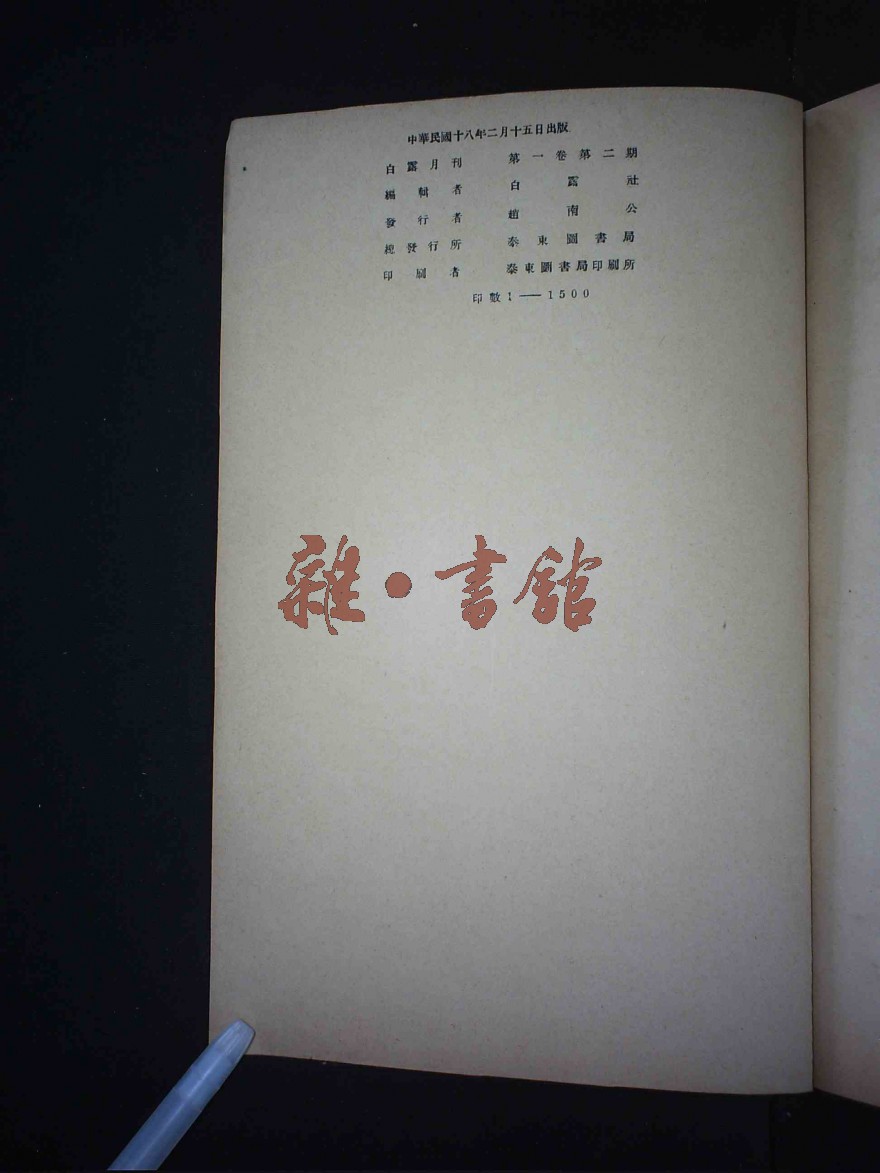 中華民國十八年二月十五日出版
白露月刊 第一卷第二期
編輯者 白露社
發行者 趙南公
總發行所 泰東圖書局
印刷者 泰東圖書局印刷所
印數1——1500
雜·書館